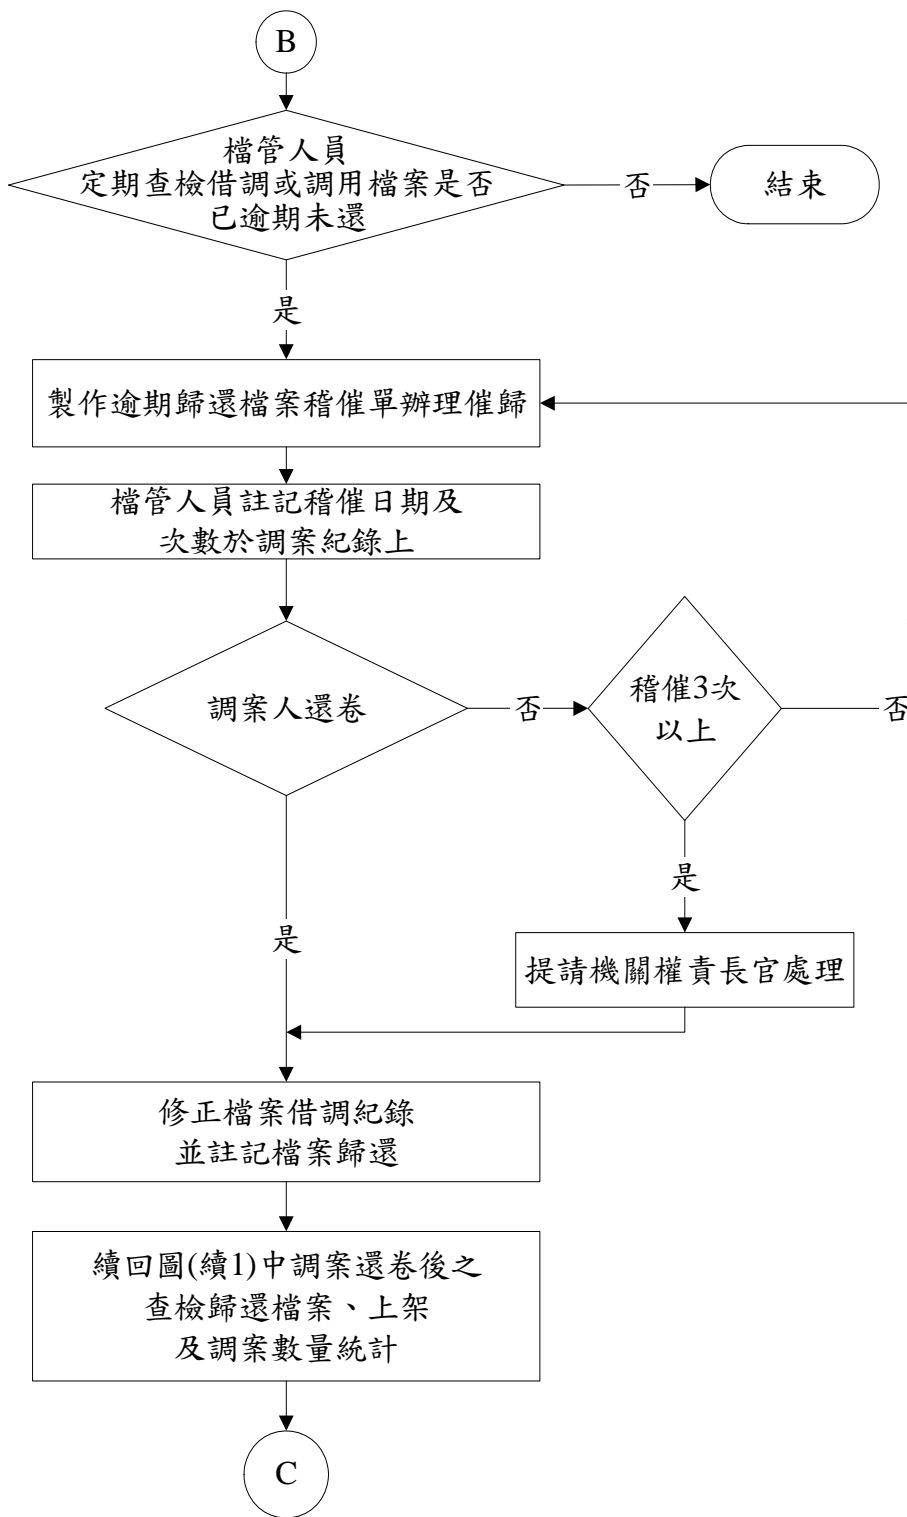 B
檔管人員
定期查檢借調或調用檔案是否
已逾期未還
否
結束
是
製作逾期歸還檔案稽催單辦理催歸
檔管人員註記稽催日期及
次數於調案紀錄上
調案人還卷
否
稽催3次
以上
否
是
是
提請機關權責長官處理
修正檔案借調紀錄
並註記檔案歸還
續回圖(續1)中調案還卷後之
查檢歸還檔案、上架
及調案數量統計
C